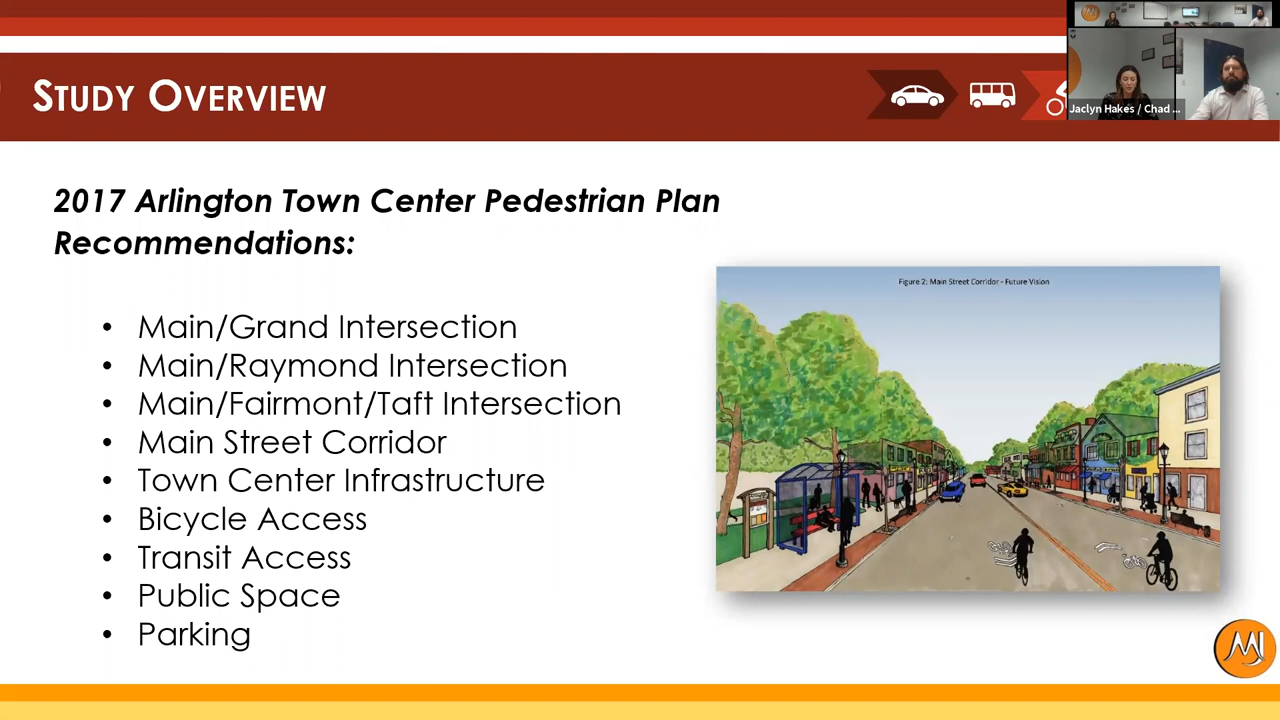 STUDY OVERVIEW
Jaclyn Hakes / Chad ...
2017 Arlington Town Center Pedestrian Plan
Recommendations:
• Main/Grand Intersection
• Main/Raymond Intersection
• Main/Fairmont/Taft Intersection
• Main Street Corridor
• Town Center Infrastructure
• Bicycle Access
• Transit Access
• Public Space
• Parking
Figure 2: Main Street Corridor - Future Vision
MJ